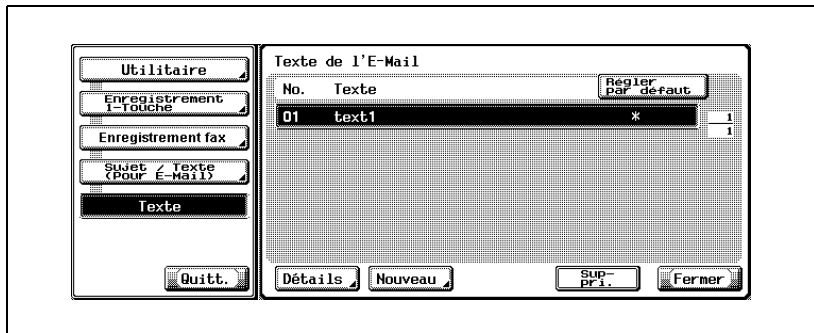 Utilitaire
Enregistrement
1-Touche
Enregistrement fax
Sujet / Texte
(Pour E-Mail)
Texte
Quitt.
Texte de l'E-Mail
No. Texte
Régler
par défaut
01 text1 *
1
1
Détails
Nouveau
Sup-
pri.
Fermer